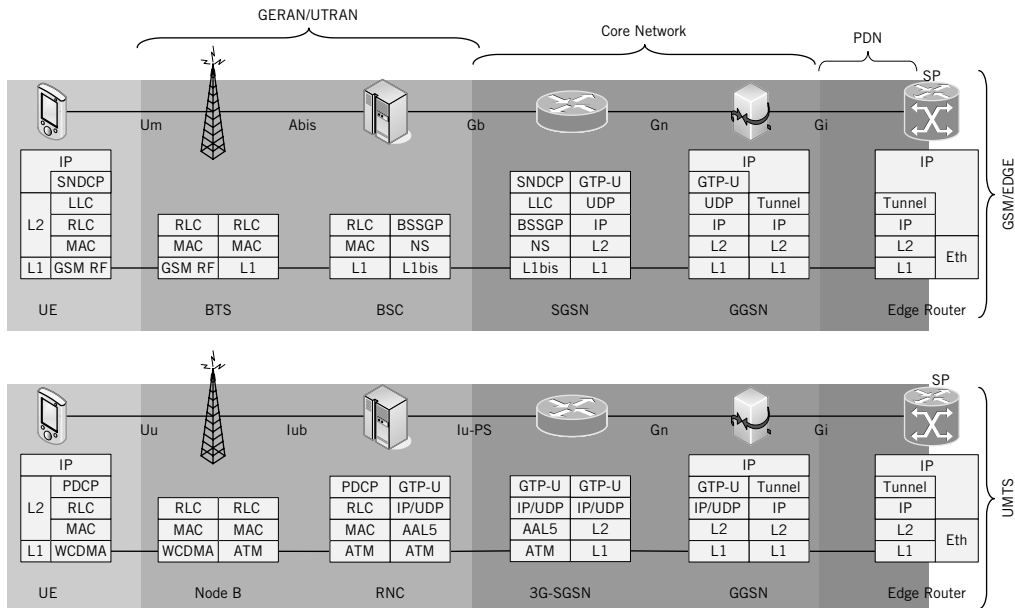 GERAN/UTRAN
Core Network
PDN
SP
Um
Abis
Gb
Gn
Gi
IP
SNDCP
L2
LLC
RLC
MAC
L1
GSM RF
RLC RLC
MAC MAC
GSM RF L1
RLC BSSGP
MAC NS
L1 L1bis
SNDCP GTP-U
LLC UDP
BSSGP IP
NS L2
L1bis L1
IP
GTP-U
UDP Tunnel
IP IP
L2 L2
L1 L1
IP
Tunnel
IP
L2
L1
Eth
UE
BTS
BSC
SGSN
GGSN
Edge Router
GSM/EDGE
SP
Uu
Iub
Iu-PS
Gn
Gi
IP
PDCP
L2
RLC
MAC
L1
WCDMA
RLC RLC
MAC MAC
WCDMA ATM
PDCP GTP-U
RLC IP/UDP
MAC AAL5
ATM ATM
GTP-U GTP-U
IP/UDP IP/UDP
AAL5 L2
ATM L1
IP
GTP-U Tunnel
IP/UDP IP
L2 L2
L1 L1
IP
Tunnel
IP
L2
L1
Eth
UE
Node B
RNC
3G-SGSN
GGSN
Edge Router
UMTS